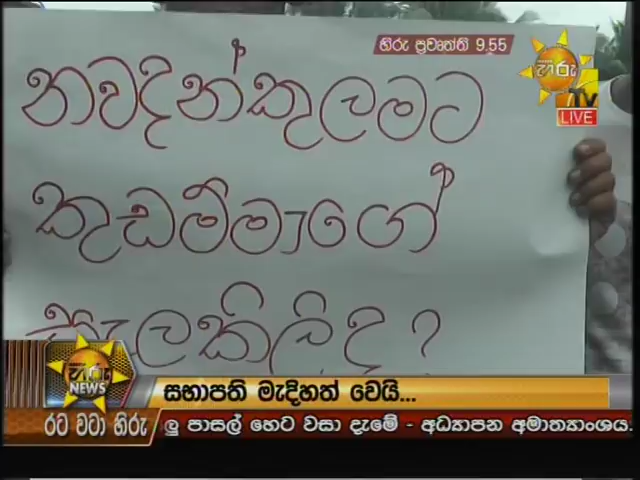 හිරු ප්‍රවෘත්ති 9.55
හිරු
TV
LIVE
නවදින්කුලමට
කුඩම්මාගේ
සැලකිලිද?
හිරු
NEWS
සභාපති මැදිහත් වෙයි...
රට වටා හිරු
ලු පාසල් හෙට වසා දැමේ - අධ්‍යාපන අමාත්‍යාංශය.